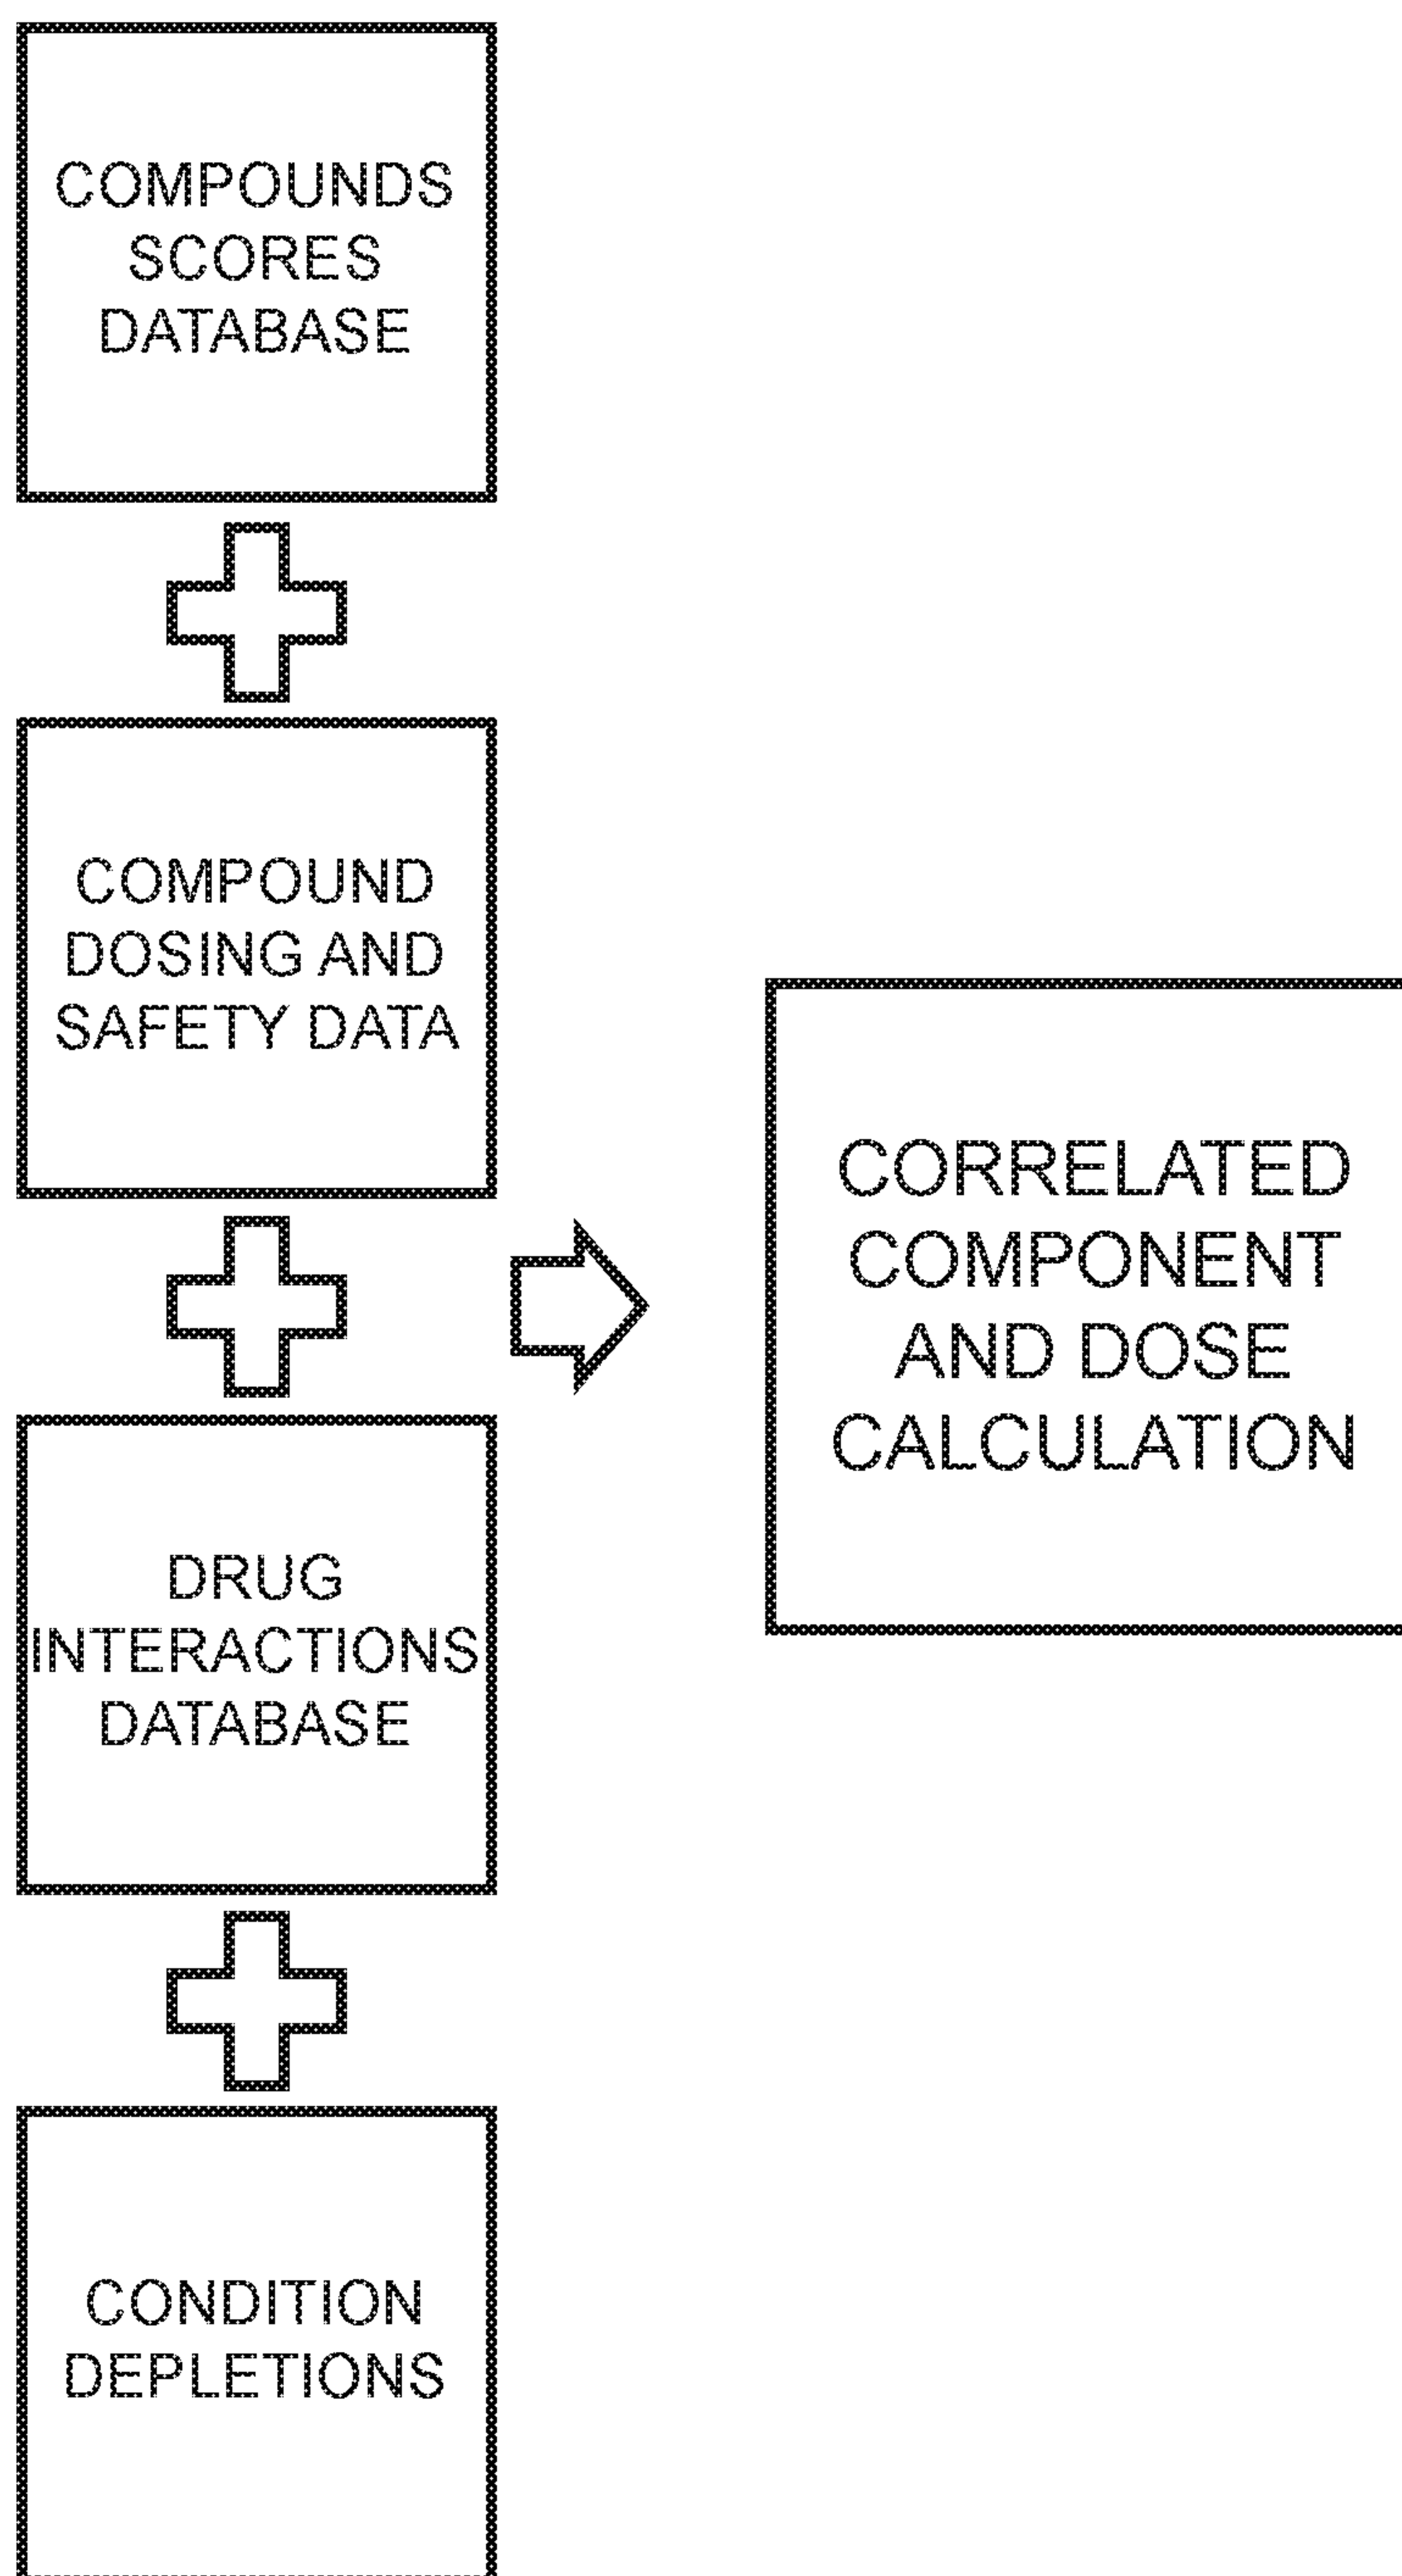 COMPOUNDS
SCORES
DATABASE
COMPOUND
DOSING AND
SAFETY DATA
DRUG
INTERACTIONS
DATABASE
CONDITION
DEPLETIONS
CORRELATED
COMPONENT
AND DOSE
CALCULATION